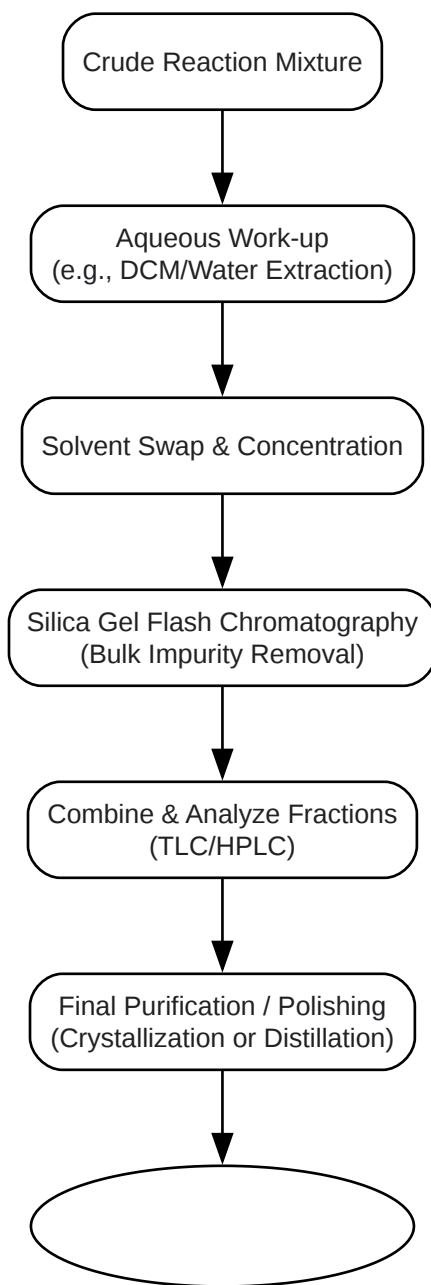 Crude Reaction Mixture
Aqueous Work-up
(e.g., DCM/Water Extraction)
Solvent Swap & Concentration
Silica Gel Flash Chromatography
(Bulk Impurity Removal)
Combine & Analyze Fractions
(TLC/HPLC)
Final Purification / Polishing
(Crystallization or Distillation)